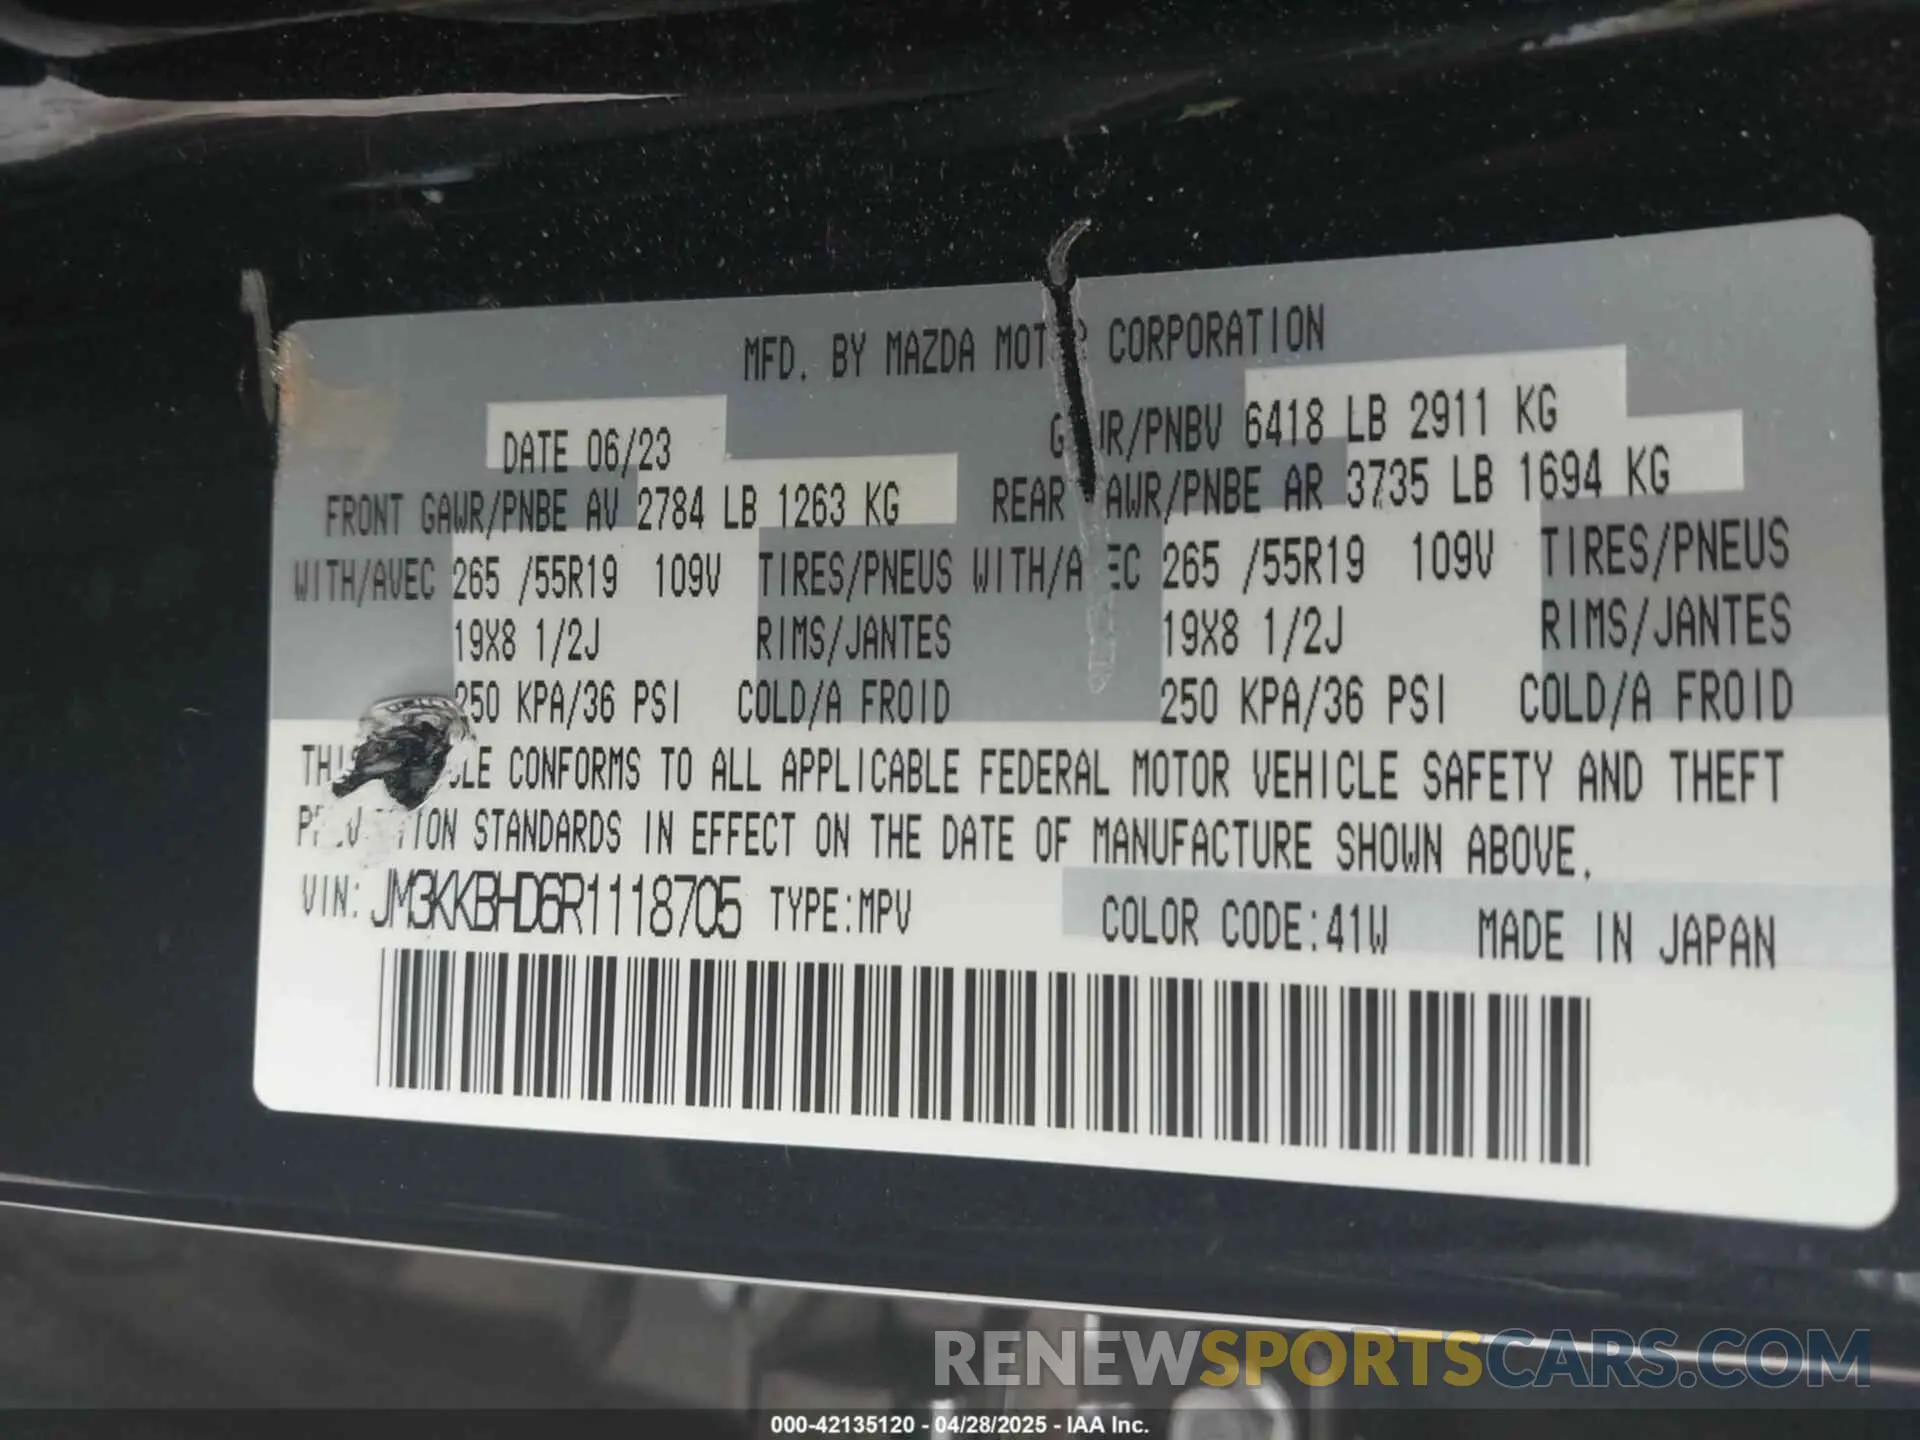 MFD. BY MAZDA CORPORATION
DATE 06/23 6418 LB 2911 KG
FRONT GAWR/PNBE AV 2784 LB 1263 KG REAR AWR/PNBE AR 3735 LB 1694 KG
WITH/AVEC 265 /55R19 109V TIRES/PNEUS 265 /55R19 109V TIRES/PNEUS
19X8 1/2J RIMS/JANTES 19X8 1/2J RIMS/JANTES
250 KPA/36 PSI COLD/A FROID 250 KPA/36 PSI COLD/A FROID
CONFORMS TO ALL APPLICABLE FEDERAL MOTOR VEHICLE SAFETY AND THEFT
STANDARDS IN EFFECT ON THE DATE OF MANUFACTURE SHOWN ABOVE.
VIN: JM3KKBHD6R1118705 TYPE:MPV COLOR CODE:41W MADE IN JAPAN
RENEWSPORTSCARS.COM
000-42135120 - 04/28/2025 - IAA Inc.